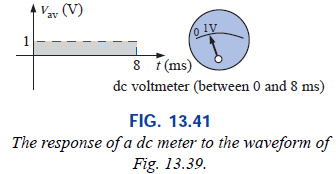 Vav (V)
1
0 1V
8 t (ms)
dc voltmeter (between 0 and 8 ms)
FIG. 13.41
The response of a dc meter to the waveform of
Fig. 13.39.